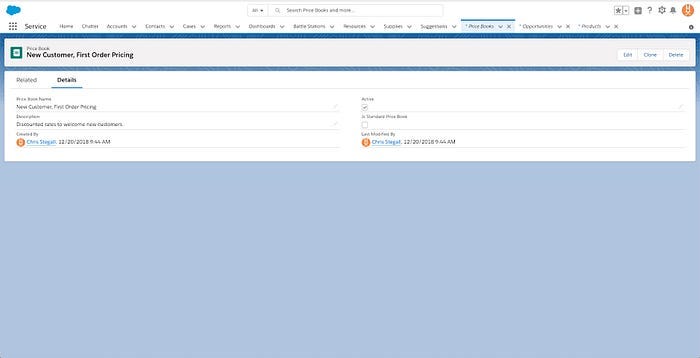 All
Search Price Books and more...
Service
Home
Chatter
Accounts
Contacts
Cases
Reports
Dashboards
Battle Stations
Resources
Supplies
Suggestions
* Price Books
* Opportunities
* Products
Price Book
New Customer, First Order Pricing
Edit
Clone
Delete
Related
Details
Price Book Name
New Customer, First Order Pricing
Active
Description
Discounted rates to welcome new customers.
Is Standard Price Book
Created By
Chris Stegall, 12/20/2018 9:44 AM
Last Modified By
Chris Stegall, 12/20/2018 9:44 AM